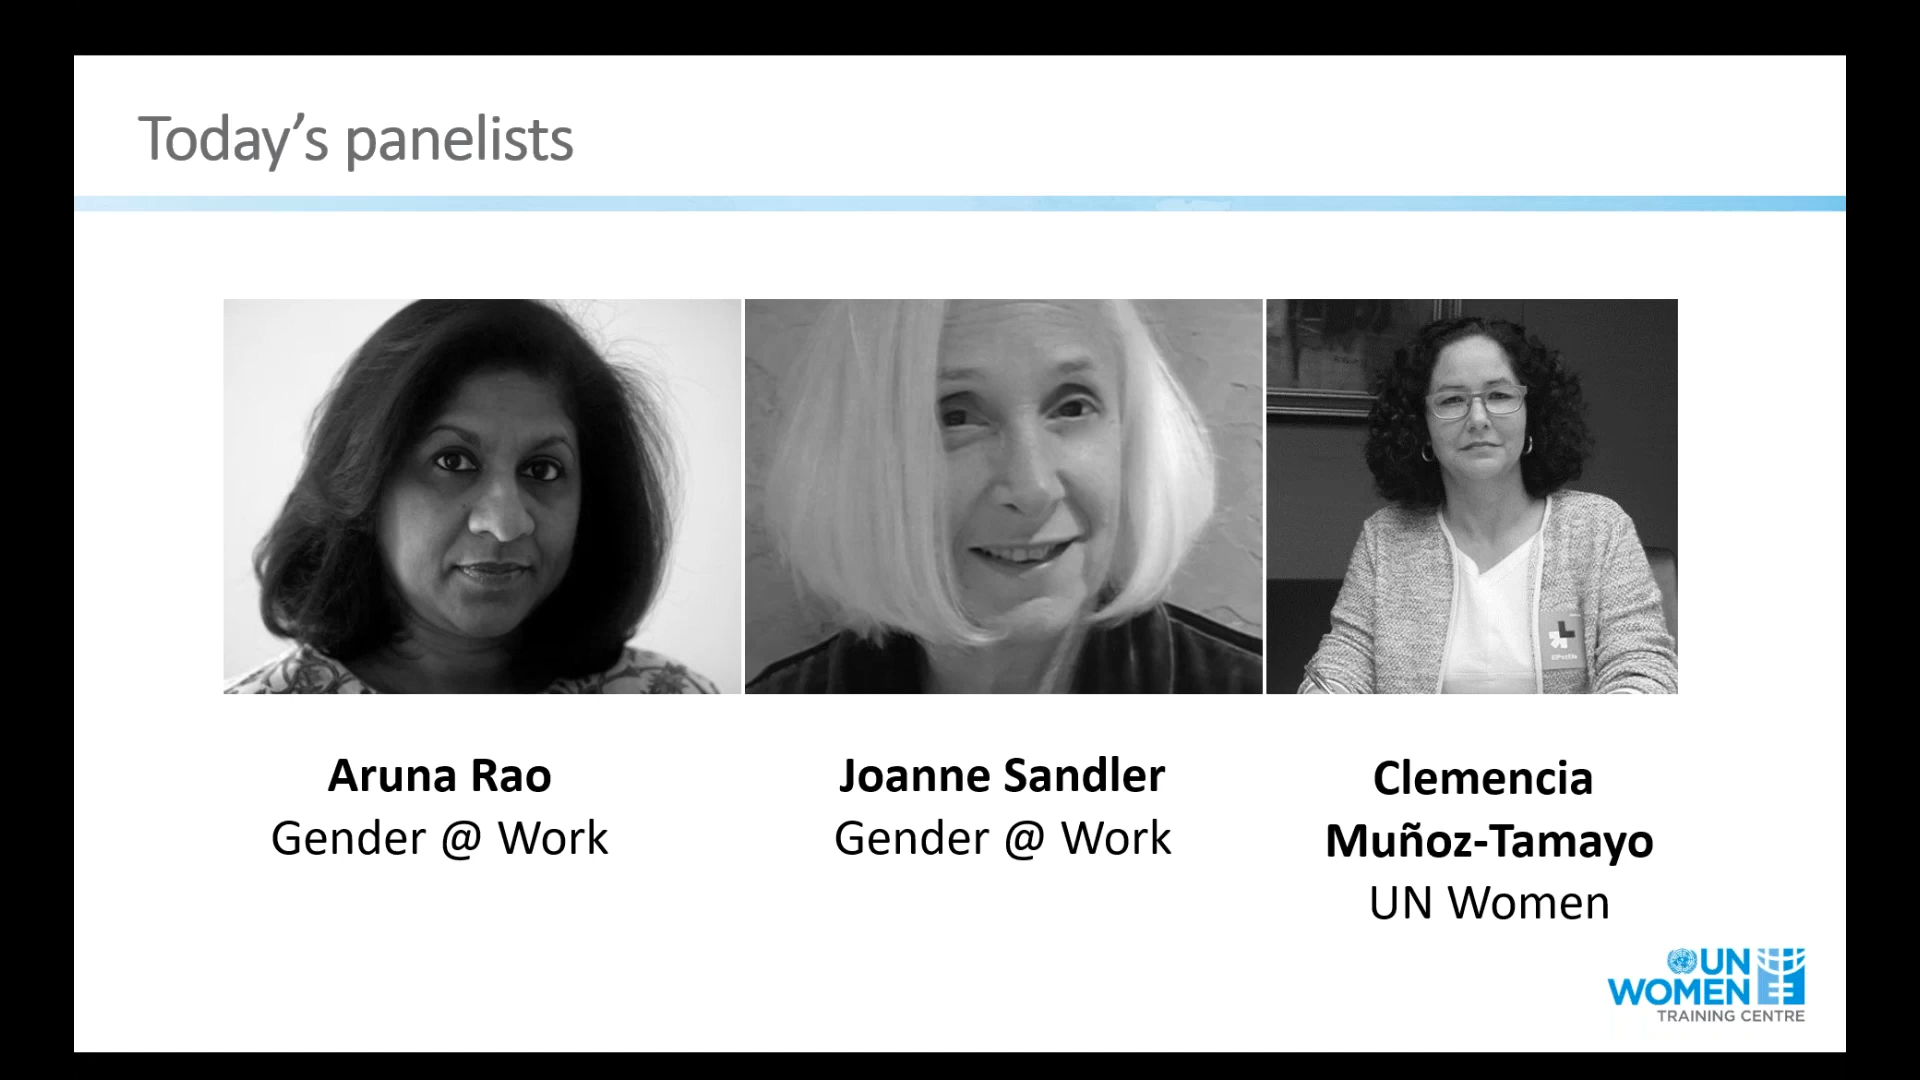 Today's panelists
Aruna Rao
Gender @ Work
Joanne Sandler
Gender @ Work
Clemencia
Muñoz-Tamayo
UN Women
UN
WOMEN
TRAINING CENTRE